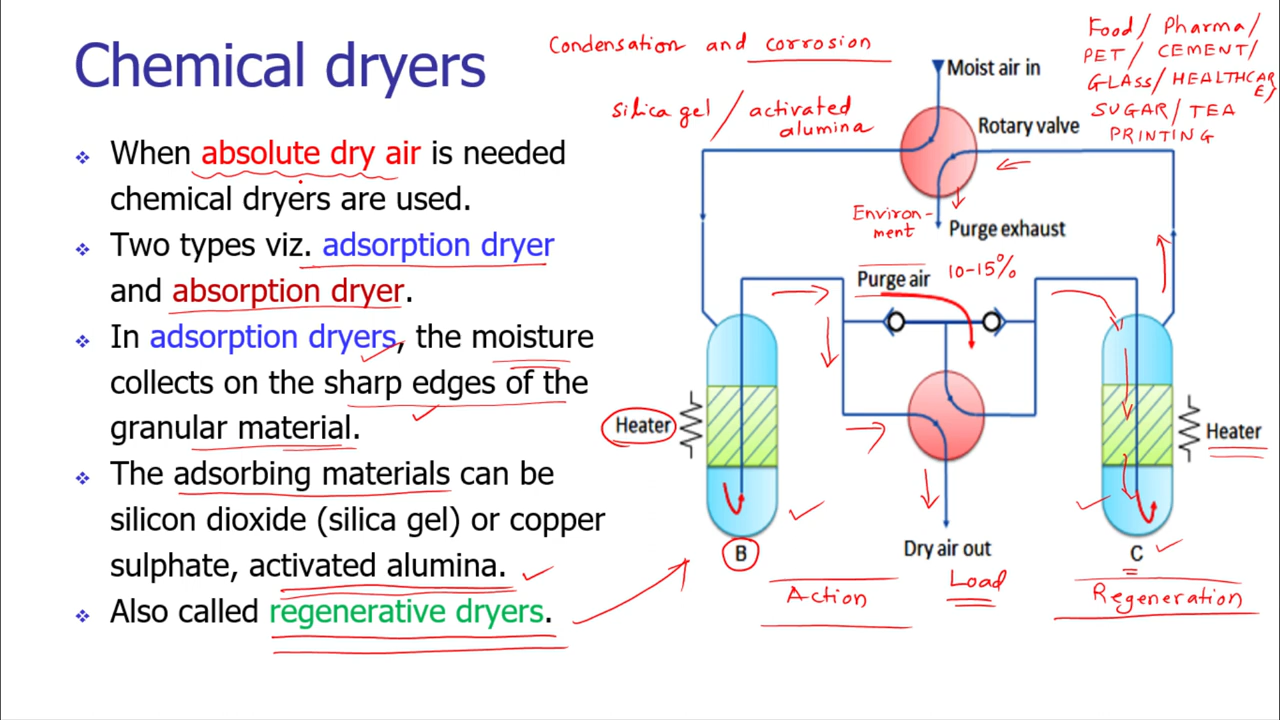 Chemical dryers
When absolute dry air is needed
chemical dryers are used.
Two types viz. adsorption dryer
and absorption dryer.
In adsorption dryers, the moisture
collects on the sharp edges of the
granular material.
The adsorbing materials can be
silicon dioxide (silica gel) or copper
sulphate, activated alumina.
Also called regenerative dryers.
Condensation and corrosion
Silica gel / activated
alumina
Food / Pharma /
PET / CEMENT /
GLASS / HEALTHCAR
E /
SUGAR / TEA
PRINTING
Moist air in
Rotary valve
Environ-
ment
Purge exhaust
Purge air 10-15%
Heater
Heater
Dry air out
B
C
Action
Load
Regeneration